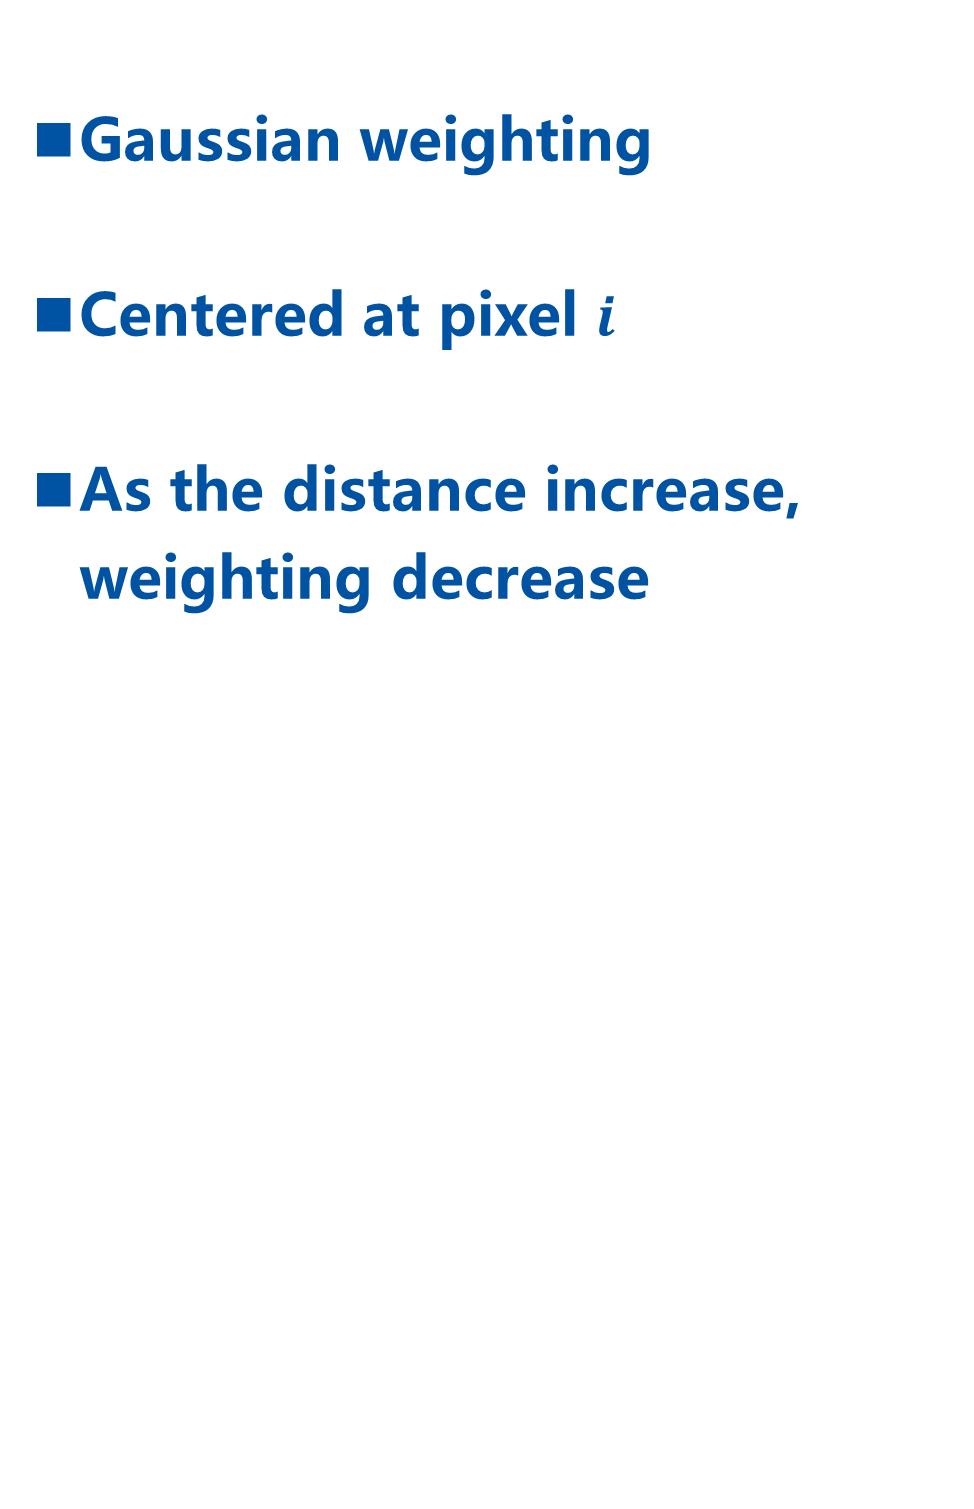 ■Gaussian weighting
■Centered at pixel i
■As the distance increase,
weighting decrease